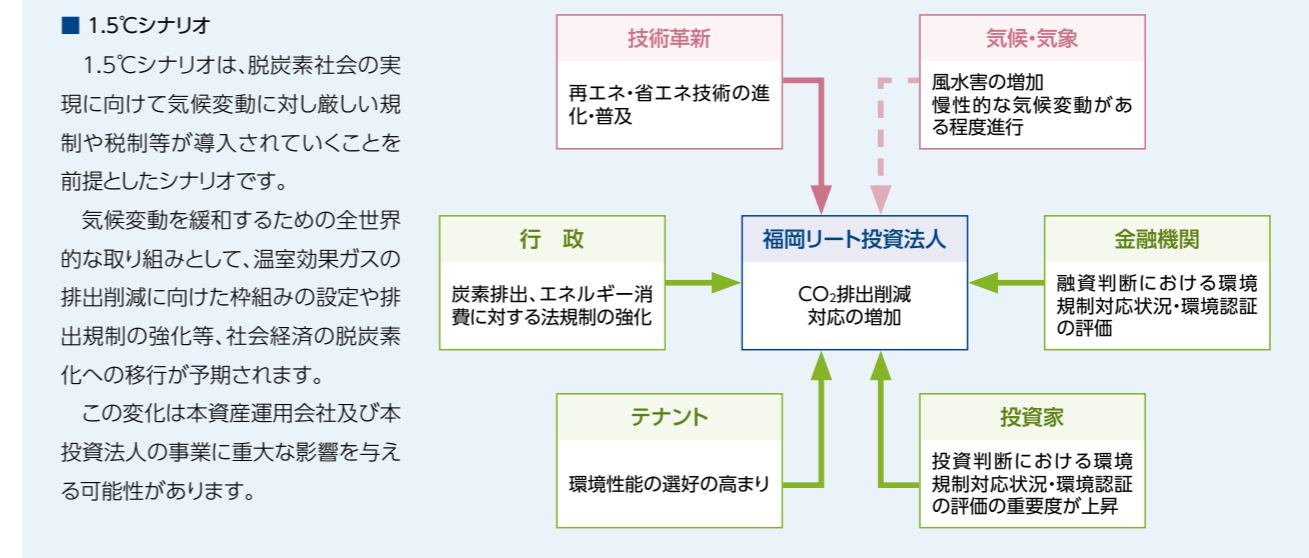 ■ 1.5℃シナリオ
　1.5℃シナリオは、脱炭素社会の実
現に向けて気候変動に対し厳しい規
制や税制等が導入されていくことを
前提としたシナリオです。
　気候変動を緩和するための全世界
的な取り組みとして、温室効果ガスの
排出削減に向けた枠組みの設定や排
出規制の強化等、社会経済の脱炭素
化への移行が予期されます。
　この変化は本資産運用会社及び本
投資法人の事業に重大な影響を与え
る可能性があります。
技術革新
再エネ・省エネ技術の進
化・普及
気候・気象
風水害の増加
慢性的な気候変動があ
る程度進行
行　政
炭素排出、エネルギー消
費に対する法規制の強化
福岡リート投資法人
CO₂排出削減
対応の増加
金融機関
融資判断における環境
規制対応状況・環境認証
の評価
テナント
環境性能の選好の高まり
投資家
投資判断における環境
規制対応状況・環境認証
の評価の重要度が上昇